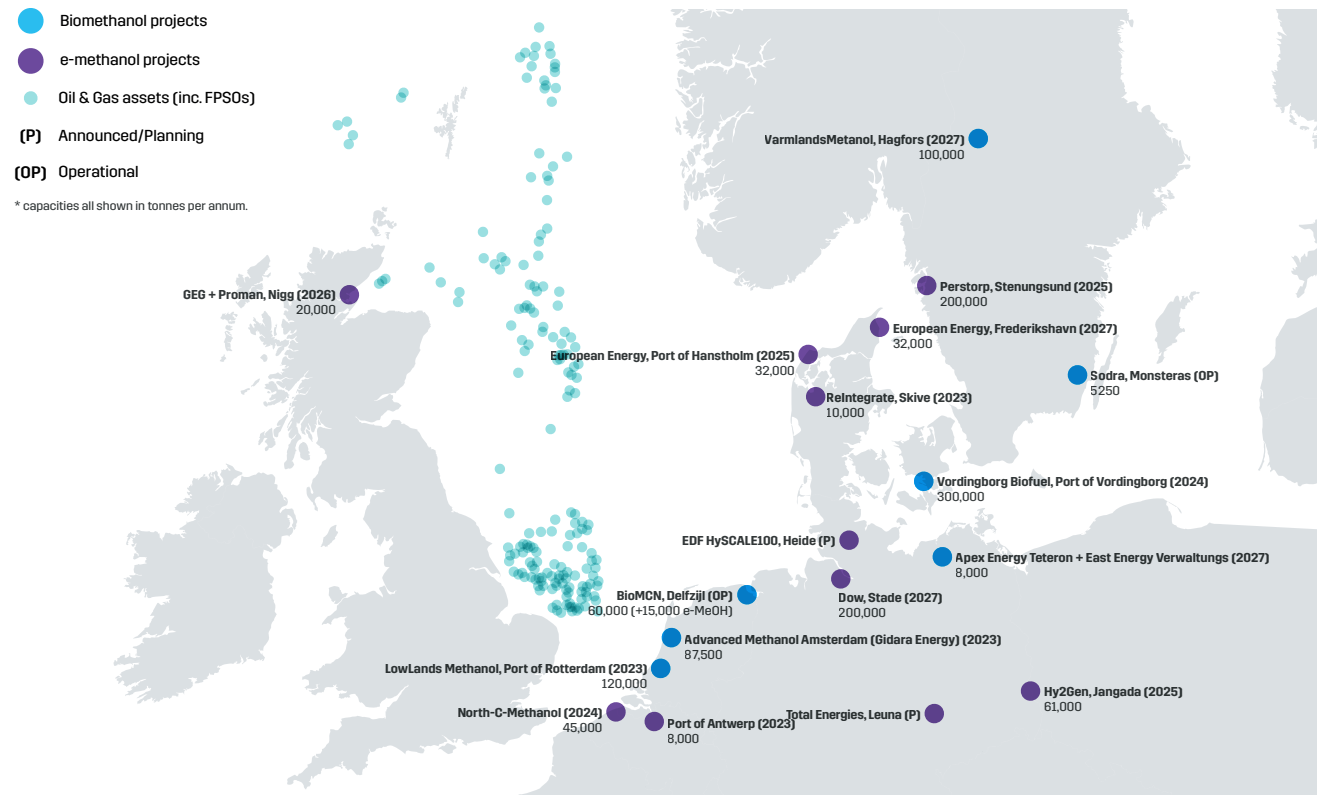 Biomethanol projects
e-methanol projects
Oil & Gas assets (inc. FPSOs)
(P) Announced/Planning
(OP) Operational
* capacities all shown in tonnes per annum.
VarmlandsMetanol, Hagfors (2027)
100,000
GEG + Proman, Nigg (2026)
20,000
Perstorp, Stenungsund (2025)
200,000
European Energy, Frederikshavn (2027)
32,000
European Energy, Port of Hanstholm (2025)
32,000
Sodra, Monsteras (OP)
5250
ReIntegrate, Skive (2023)
10,000
Vordingborg Biofuel, Port of Vordingborg (2024)
300,000
EDF HySCALE100, Heide (P)
Apex Energy Teteron + East Energy Verwaltungs (2027)
8,000
BioMCN, Delfzijl (OP)
60,000 (+15,000 e-MeOH)
Dow, Stade (2027)
200,000
Advanced Methanol Amsterdam (Gidara Energy) (2023)
87,500
LowLands Methanol, Port of Rotterdam (2023)
120,000
Hy2Gen, Jangada (2025)
61,000
North-C-Methanol (2024)
45,000
Port of Antwerp (2023)
8,000
Total Energies, Leuna (P)